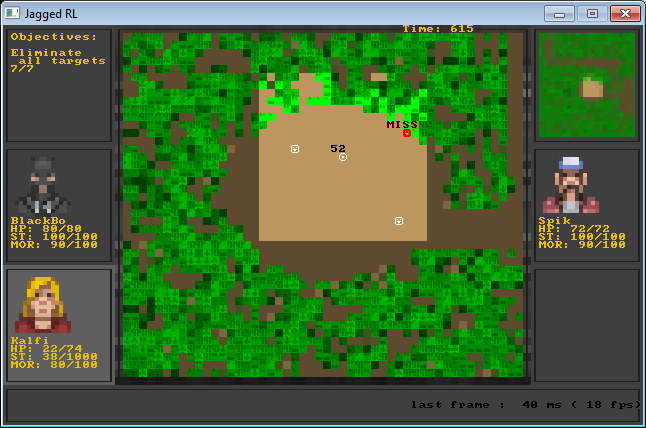 Jagged RL
Time: 615
Objectives:
Eliminate
all targets
7/7
MISS
52
BlackBo
HP: 80/80
ST: 100/100
MOR: 90/100
Spik
HP: 72/72
ST: 100/100
MOR: 90/100
Kalfi
HP: 22/74
ST: 38/1000
MOR: 80/100
last frame : 40 ms ( 18 fps)